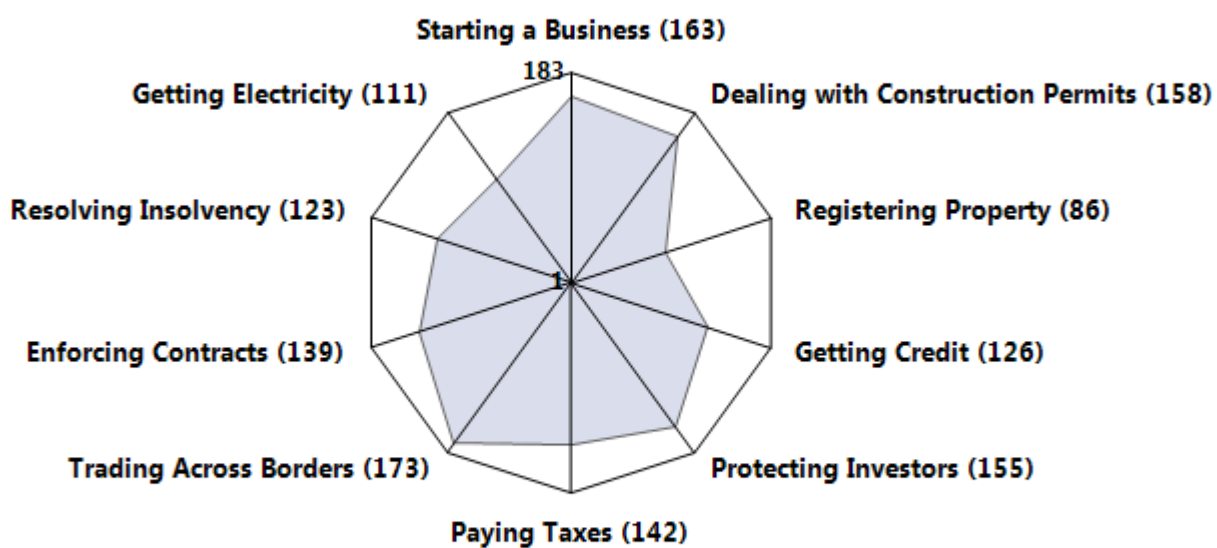 Starting a Business (163)
183
Getting Electricity (111)
Dealing with Construction Permits (158)
Resolving Insolvency (123)
Registering Property (86)
1
Enforcing Contracts (139)
Getting Credit (126)
Trading Across Borders (173)
Protecting Investors (155)
Paying Taxes (142)